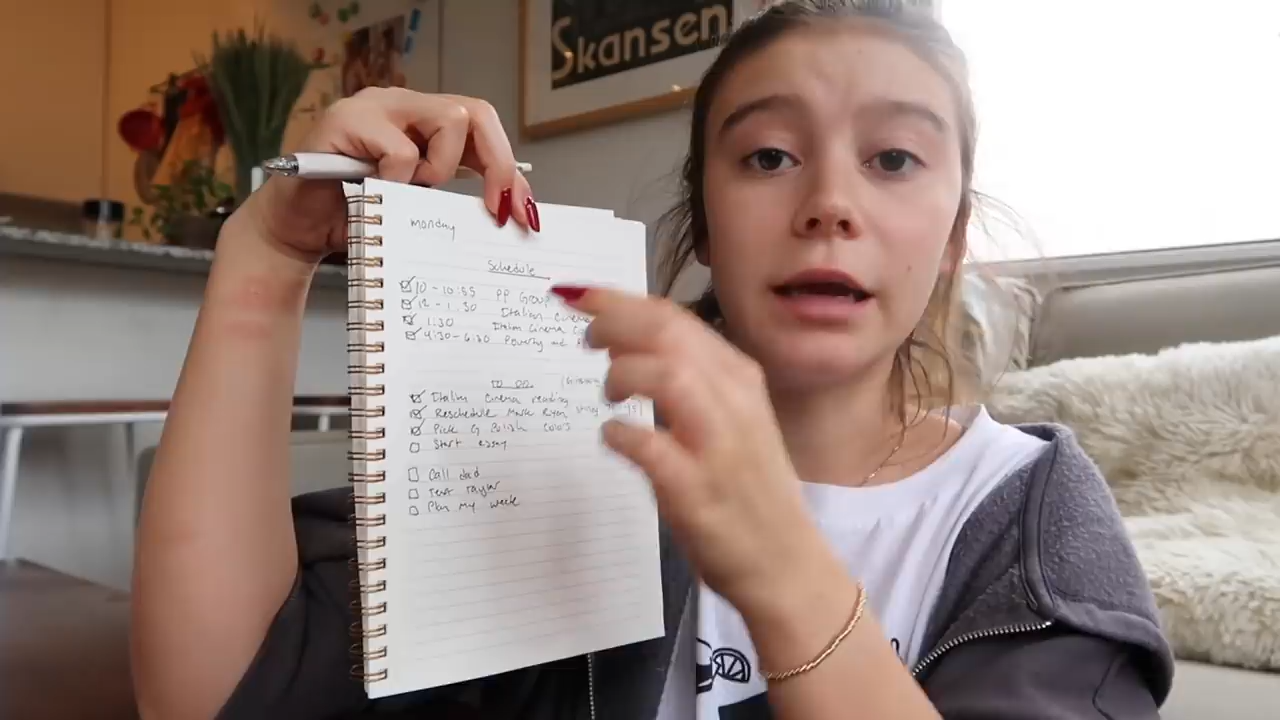 Skansen
monday
Schedule
10-10:55 PP Group
12-1:30 Italian Cinema
1:30 Italian Cinema
4:30-6:30 Poverty and
TO DO
Italian Cinema reading
Reschedule Mark Ryan
Pick G Polish Colors
Start essay
Call dad
Text Taylor
Plan my week